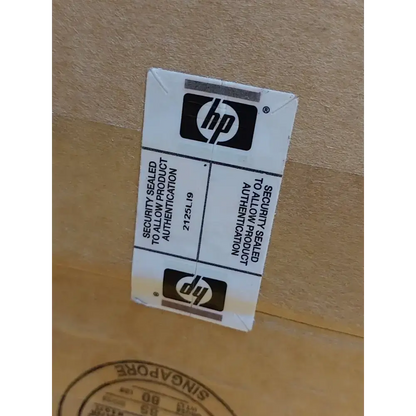 hp
®
SECURITY SEALED
TO ALLOW PRODUCT
AUTHENTICATION
2125L19
SECURITY SEALED
TO ALLOW PRODUCT
AUTHENTICATION
hp
SINGAPORE